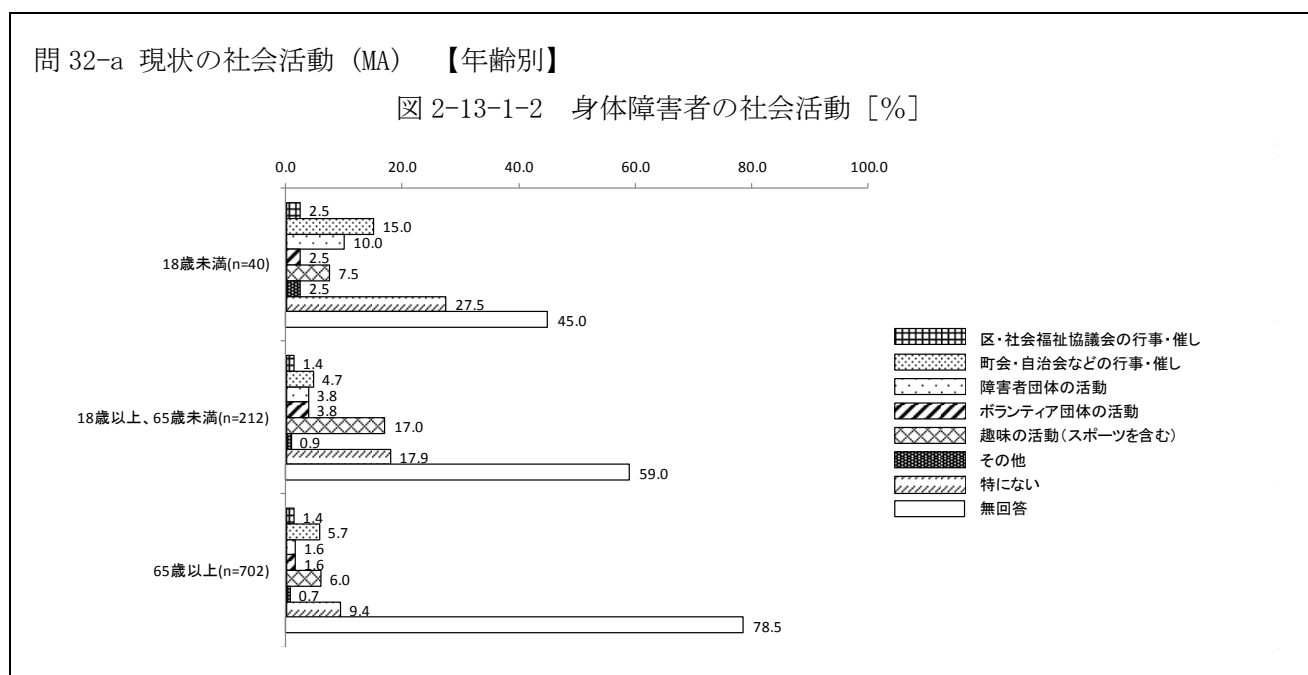 問 32-a 現状の社会活動 (MA) 【年齢別】
図 2-13-1-2 身体障害者の社会活動［%］
0.0 20.0 40.0 60.0 80.0 100.0
18歳未満(n=40)
2.5
15.0
10.0
2.5
7.5
2.5
27.5
45.0
18歳以上、65歳未満(n=212)
1.4
4.7
3.8
3.8
17.0
0.9
17.9
59.0
65歳以上(n=702)
1.4
5.7
1.6
1.6
6.0
0.7
9.4
78.5
区・社会福祉協議会の行事・催し
町会・自治会などの行事・催し
障害者団体の活動
ボランティア団体の活動
趣味の活動(スポーツを含む)
その他
特にない
無回答